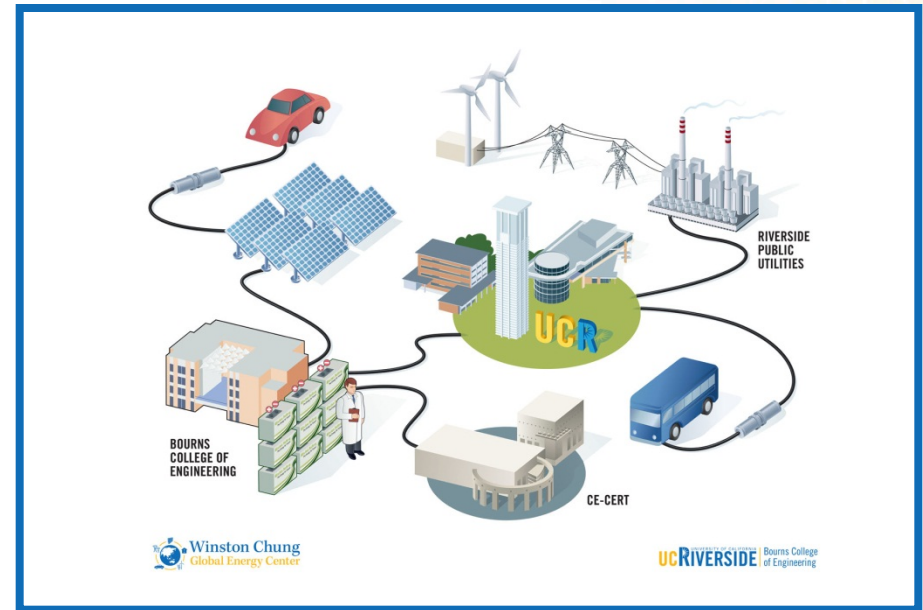 RIVERSIDE
PUBLIC
UTILITIES
UCR
BOURNS
COLLEGE OF
ENGINEERING
CE-CERT
Winston Chung
Global Energy Center
UNIVERSITY OF CALIFORNIA
UCRIVERSIDE
Bourns College
of Engineering